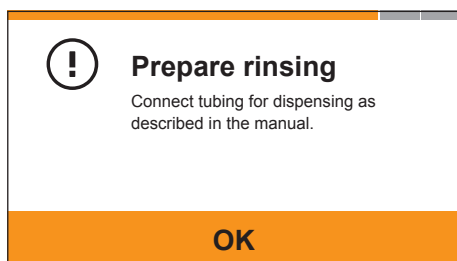 Prepare rinsing
Connect tubing for dispensing as
described in the manual.
OK